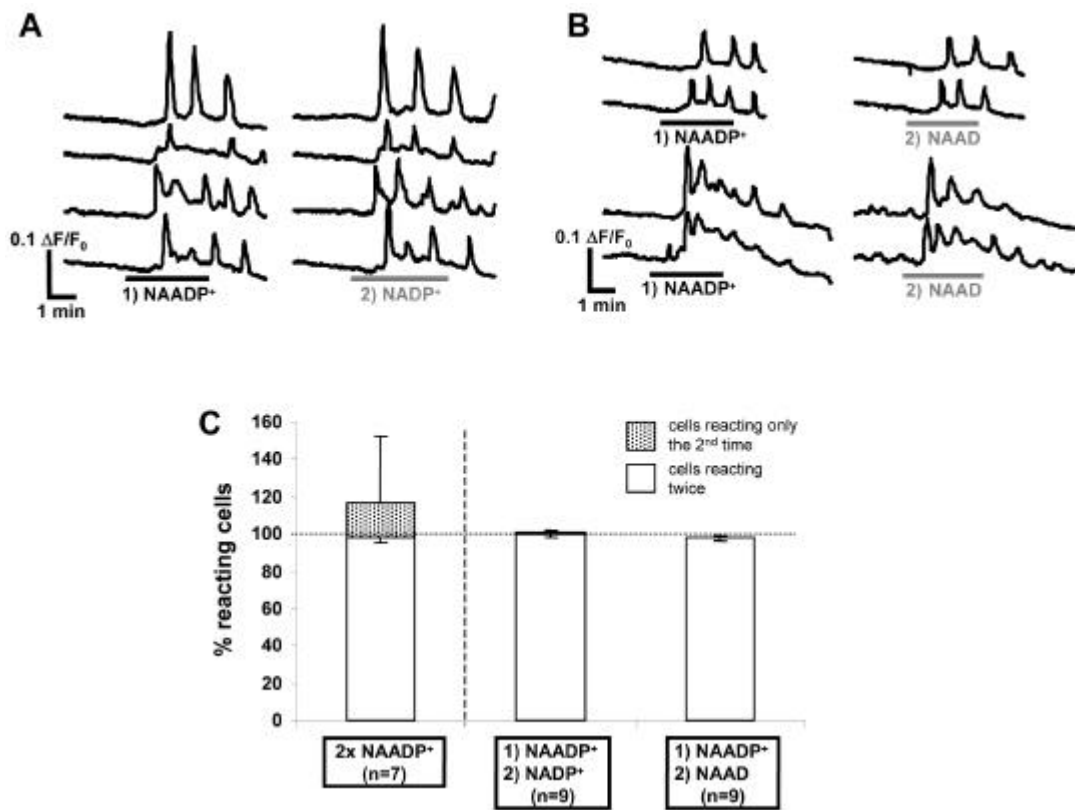 A
0.1 ΔF/F₀
1 min
1) NAADP⁺
2) NADP⁺
B
1) NAADP⁺
2) NAAD
0.1 ΔF/F₀
1 min
1) NAADP⁺
2) NAAD
C
% reacting cells
160
140
120
100
80
60
40
20
0
cells reacting only
the 2ⁿᵈ time
cells reacting
twice
2x NAADP⁺
(n=7)
1) NAADP⁺
2) NADP⁺
(n=9)
1) NAADP⁺
2) NAAD
(n=9)